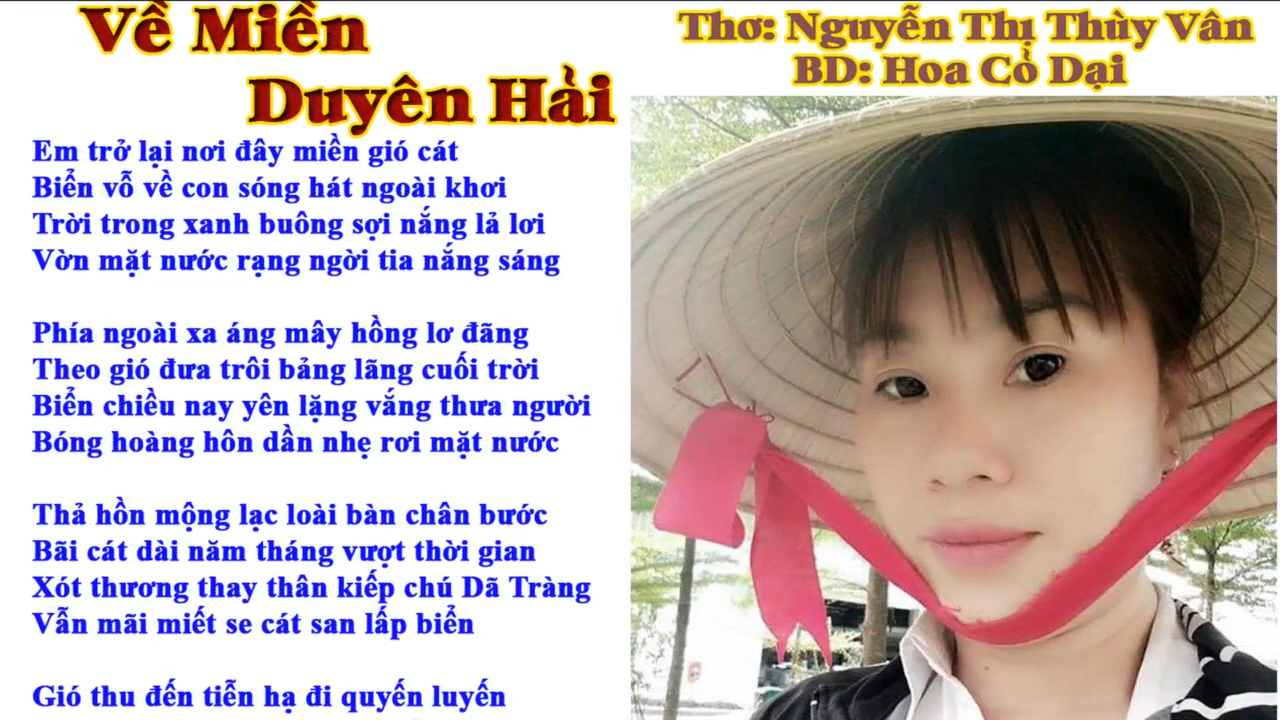 Về Miền
Duyên Hải
Thơ: Nguyễn Thị Thùy Vân
BD: Hoa Cỏ Dại
Em trở lại nơi đây miền gió cát
Biển vỗ về con sóng hát ngoài khơi
Trời trong xanh buông sợi nắng lả lơi
Vờn mặt nước rạng ngời tia nắng sáng
Phía ngoài xa áng mây hồng lơ đãng
Theo gió đưa trôi bảng lãng cuối trời
Biển chiều nay yên lặng vắng thưa người
Bóng hoàng hôn dần nhẹ rơi mặt nước
Thả hồn mộng lạc loài bàn chân bước
Bãi cát dài năm tháng vượt thời gian
Xót thương thay thân kiếp chú Dã Tràng
Vẫn mãi miết se cát san lấp biển
Gió thu đến tiễn hạ đi quyến luyến